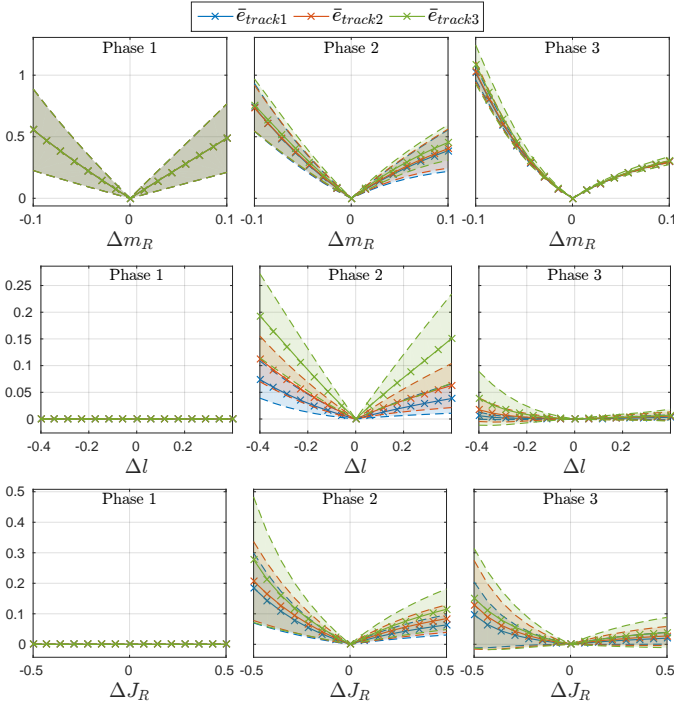 ē_track1 ē_track2 ē_track3
Phase 1 Phase 2 Phase 3
1
0.5
0
-0.1 0 0.1 -0.1 0 0.1 -0.1 0 0.1
Δm_R Δm_R Δm_R
Phase 1 Phase 2 Phase 3
0.25
0.2
0.15
0.1
0.05
0
-0.4 -0.2 0 0.2 -0.4 -0.2 0 0.2 -0.4 -0.2 0 0.2
Δl Δl Δl
0.5
Phase 1 Phase 2 Phase 3
0.4
0.3
0.2
0.1
0
-0.5 0 0.5 -0.5 0 0.5 -0.5 0 0.5
ΔJ_R ΔJ_R ΔJ_R